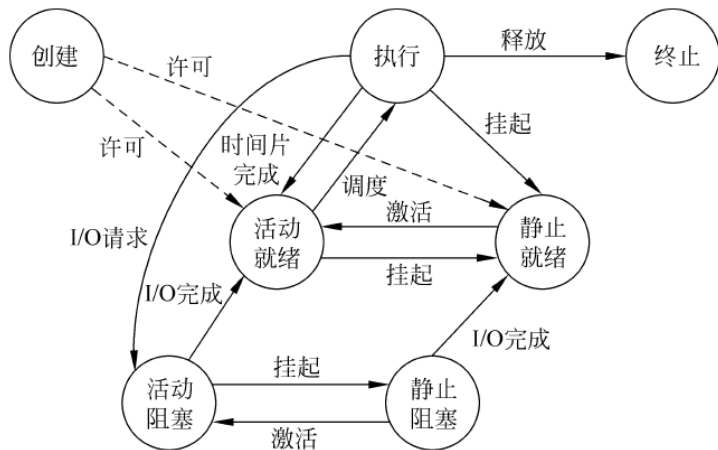 创建
执行
释放
终止
许可
许可
时间片
完成
调度
挂起
I/O请求
活动
就绪
激活
挂起
静止
就绪
I/O完成
I/O完成
活动
阻塞
挂起
激活
静止
阻塞